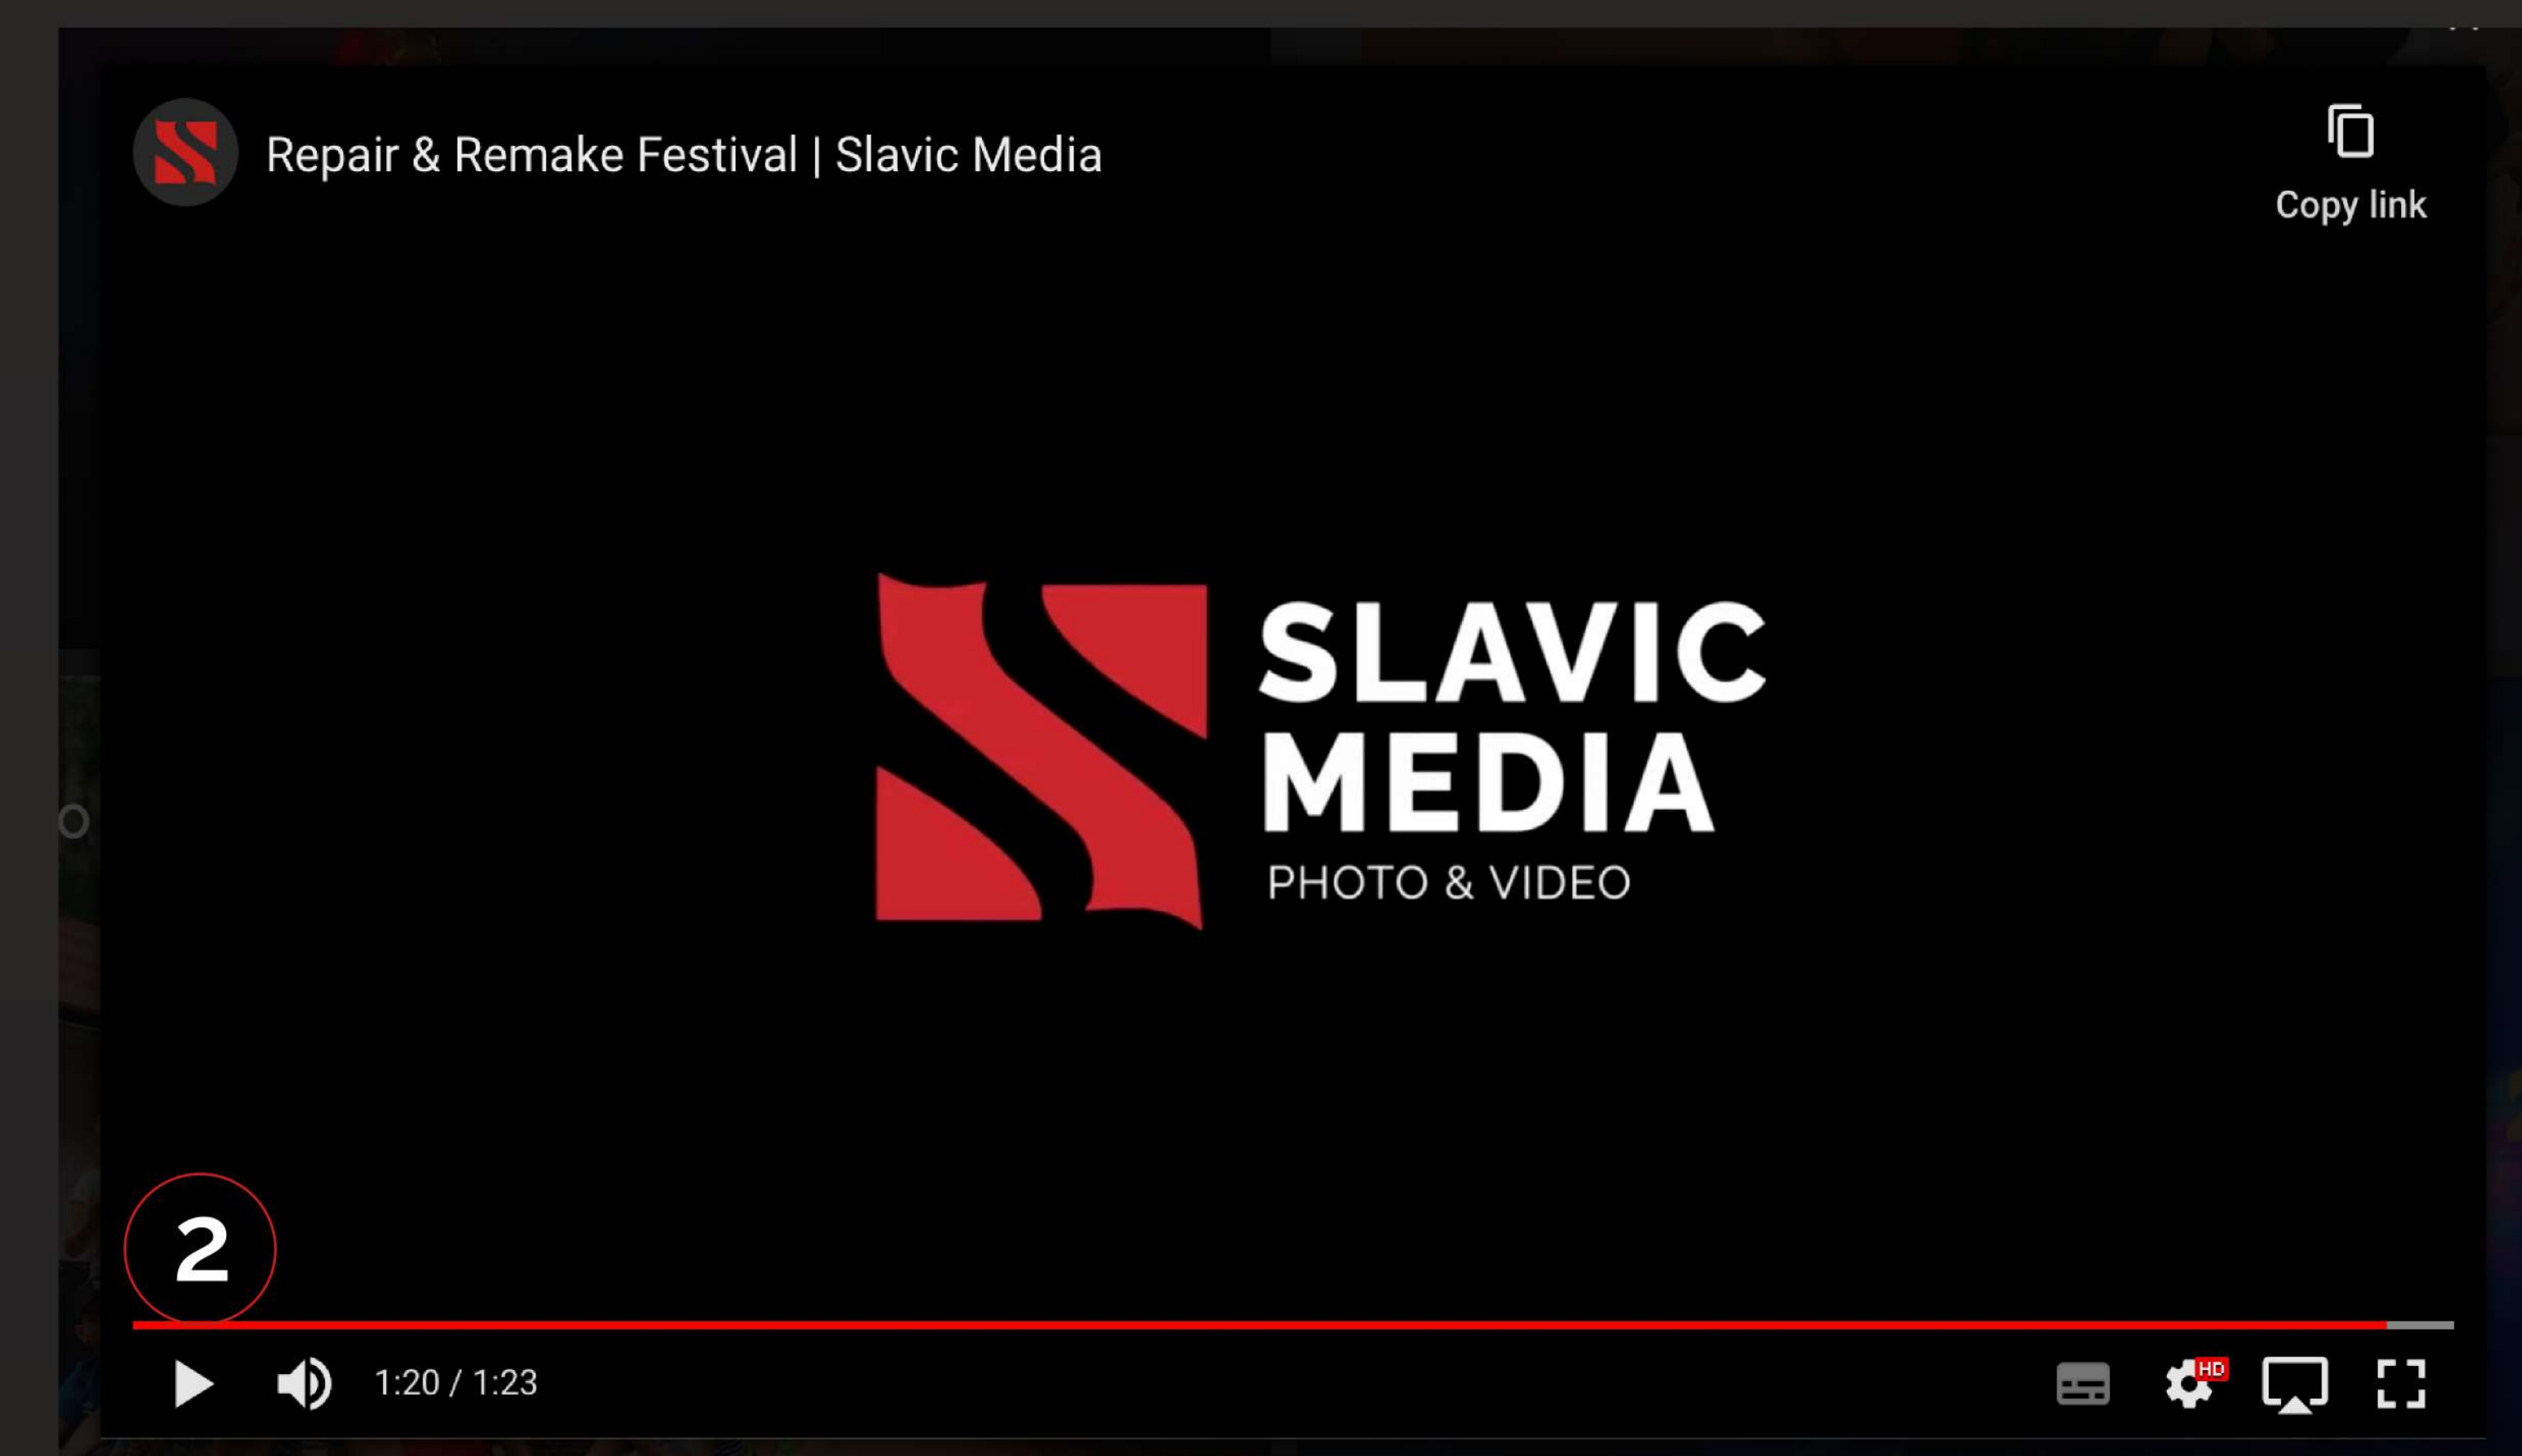 Repair & Remake Festival | Slavic Media
Copy link
SLAVIC
MEDIA
PHOTO & VIDEO
o
2
1:20 / 1:23
HD